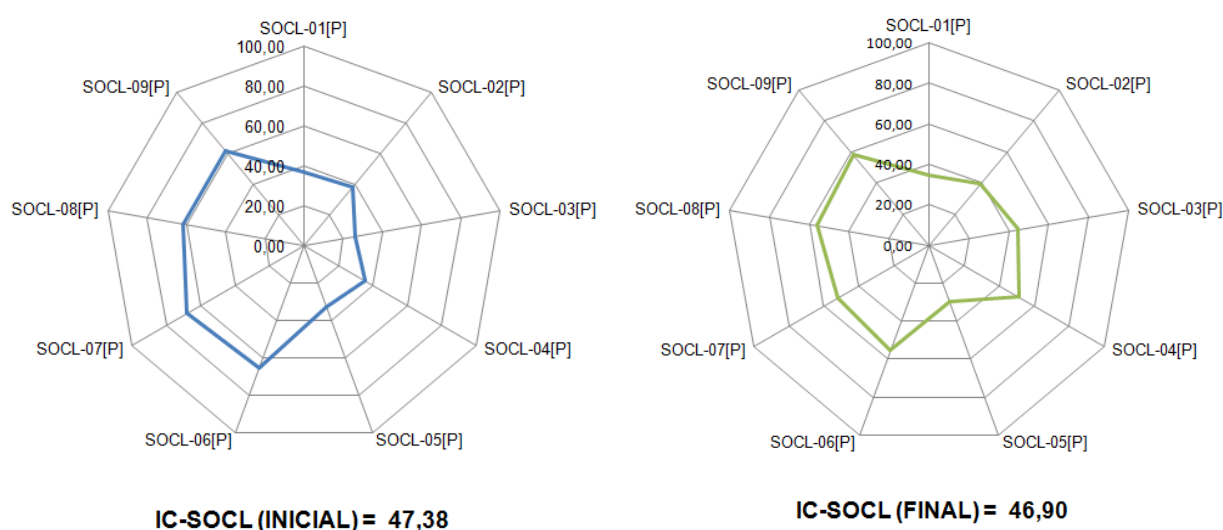 SOCL-01[P]
100,00
80,00
60,00
40,00
20,00
0,00
SOCL-02[P]
SOCL-03[P]
SOCL-04[P]
SOCL-05[P]
SOCL-06[P]
SOCL-07[P]
SOCL-08[P]
SOCL-09[P]
IC-SOCL (INICIAL) = 47,38
SOCL-01[P]
100,00
80,00
60,00
40,00
20,00
0,00
SOCL-02[P]
SOCL-03[P]
SOCL-04[P]
SOCL-05[P]
SOCL-06[P]
SOCL-07[P]
SOCL-08[P]
SOCL-09[P]
IC-SOCL (FINAL) = 46,90